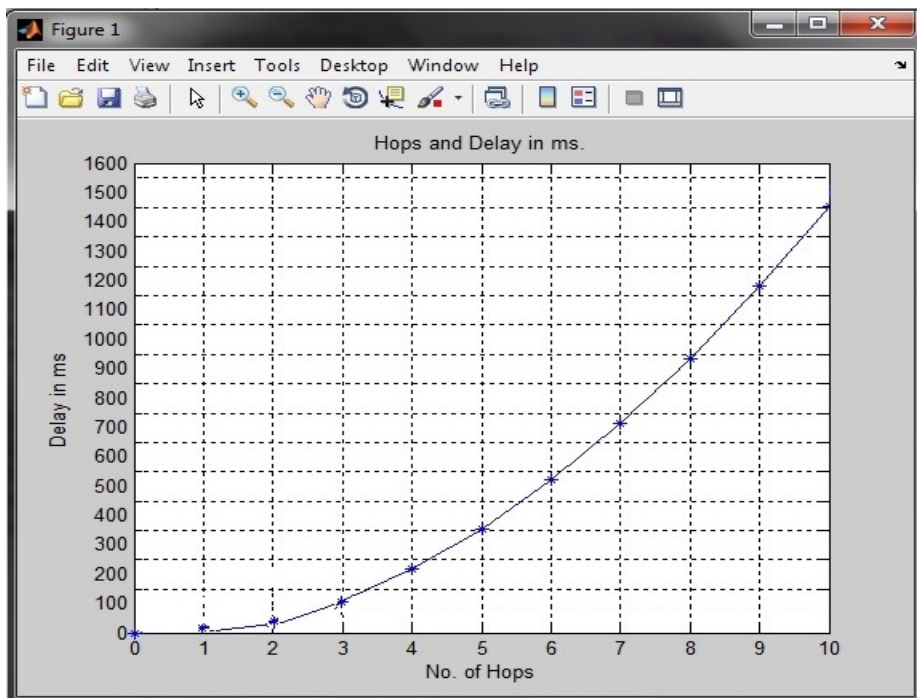 Figure 1
File Edit View Insert Tools Desktop Window Help
Hops and Delay in ms.
1600
1500
1400
1300
1200
1100
1000
900
800
700
600
500
400
300
200
100
0
Delay in ms
0 1 2 3 4 5 6 7 8 9 10
No. of Hops